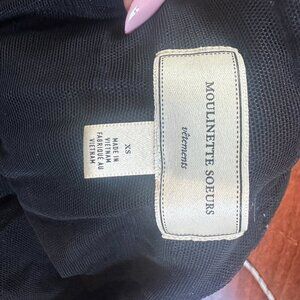 MOULINETTE SOEURS
vêtements
XS
MADE IN
VIETNAM
FABRIQUÉ AU
VIETNAM